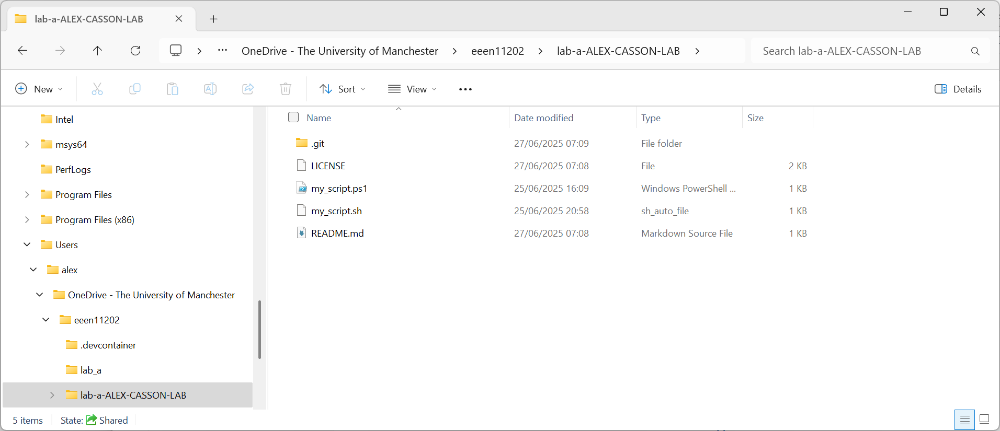 lab-a-ALEX-CASSON-LAB
OneDrive - The University of Manchester > eeen11202 > lab-a-ALEX-CASSON-LAB >
Search lab-a-ALEX-CASSON-LAB
New
Sort
View
Details
Intel
msys64
PerfLogs
Program Files
Program Files (x86)
Users
alex
OneDrive - The University of Manchester
eeen11202
.devcontainer
lab_a
lab-a-ALEX-CASSON-LAB
Name Date modified Type Size
.git 27/06/2025 07:09 File folder
LICENSE 27/06/2025 07:08 File 2 KB
my_script.ps1 25/06/2025 16:09 Windows PowerShell ... 1 KB
my_script.sh 25/06/2025 20:58 sh_auto_file 1 KB
README.md 27/06/2025 07:08 Markdown Source File 1 KB
5 items State: Shared